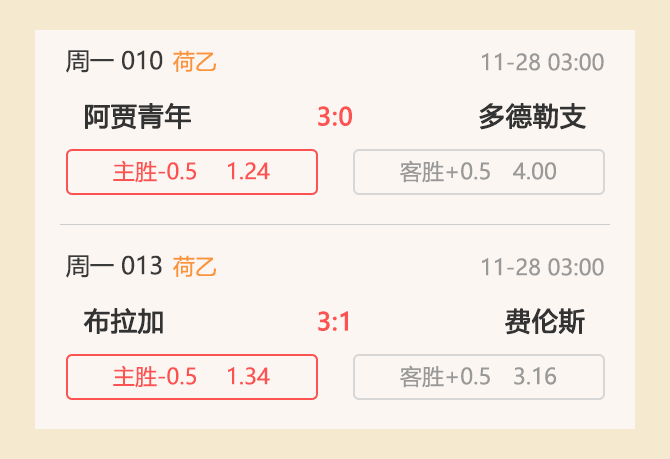 周一 010 荷乙 11-28 03:00
阿贾青年 3:0 多德勒支
主胜-0.5 1.24 客胜+0.5 4.00
周一 013 荷乙 11-28 03:00
布拉加 3:1 费伦斯
主胜-0.5 1.34 客胜+0.5 3.16